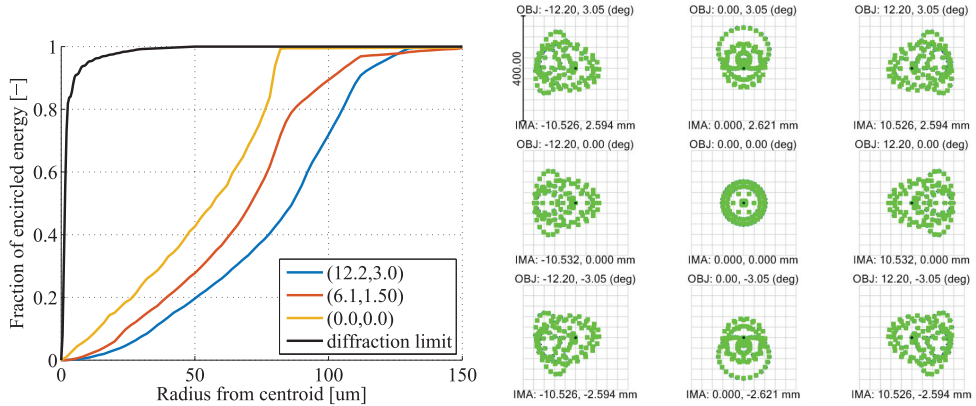 Fraction of encircled energy [−]
1
0.8
0.6
0.4
0.2
0
0
50
100
150
Radius from centroid [um]
(12.2,3.0)
(6.1,1.50)
(0.0,0.0)
diffraction limit
OBJ: -12.20, 3.05 (deg)
OBJ: 0.00, 3.05 (deg)
OBJ: 12.20, 3.05 (deg)
400.00
IMA: -10.526, 2.594 mm
IMA: 0.000, 2.621 mm
IMA: 10.526, 2.594 mm
OBJ: -12.20, 0.00 (deg)
OBJ: 0.00, 0.00 (deg)
OBJ: 12.20, 0.00 (deg)
IMA: -10.532, 0.000 mm
IMA: 0.000, 0.000 mm
IMA: 10.532, 0.000 mm
OBJ: -12.20, -3.05 (deg)
OBJ: 0.00, -3.05 (deg)
OBJ: 12.20, -3.05 (deg)
IMA: -10.526, -2.594 mm
IMA: 0.000, -2.621 mm
IMA: 10.526, -2.594 mm